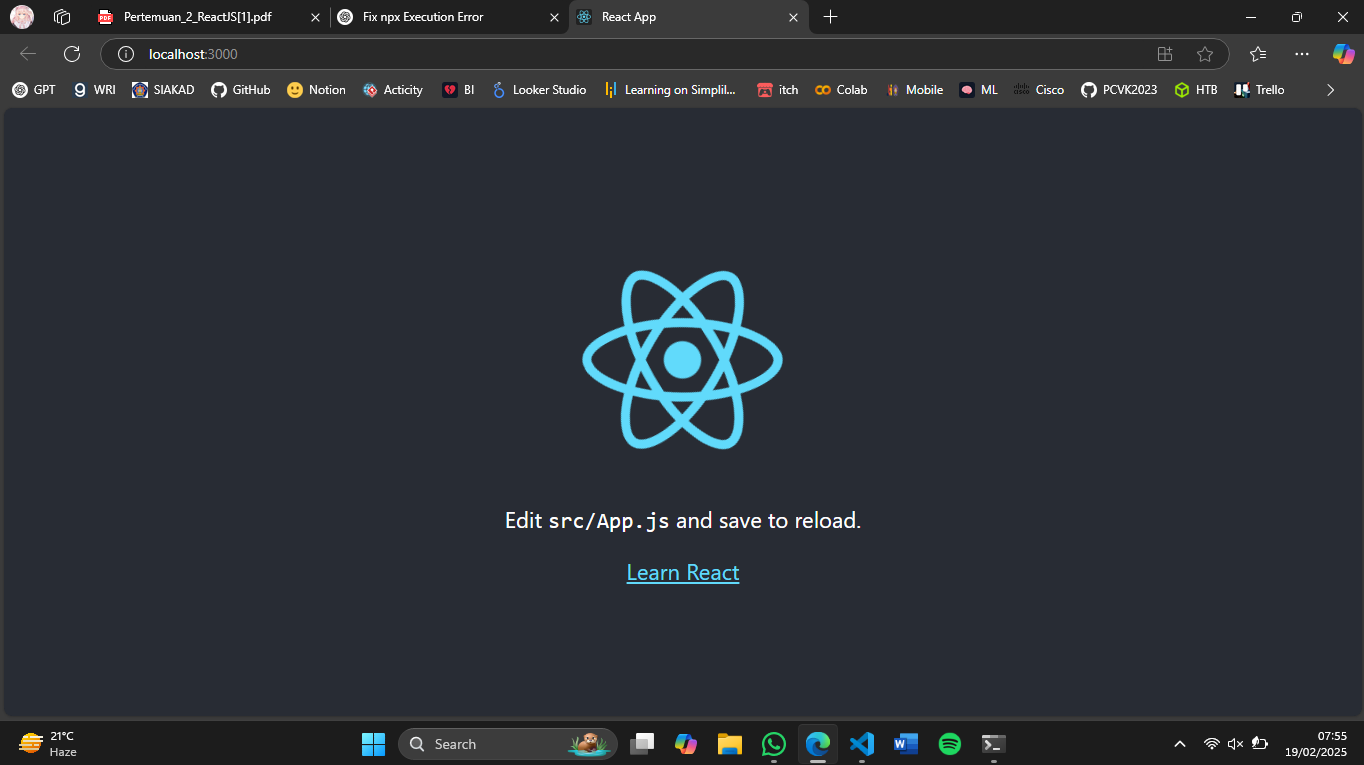 Pertemuan_2_ReactJS[1].pdf
Fix npx Execution Error
React App
localhost:3000
GPT
WRI
SIAKAD
GitHub
Notion
Acticity
BI
Looker Studio
Learning on Simplil...
itch
Colab
Mobile
ML
Cisco
PCVK2023
HTB
Trello
Edit src/App.js and save to reload.
Learn React
21°C
Haze
Search
07:55
19/02/2025